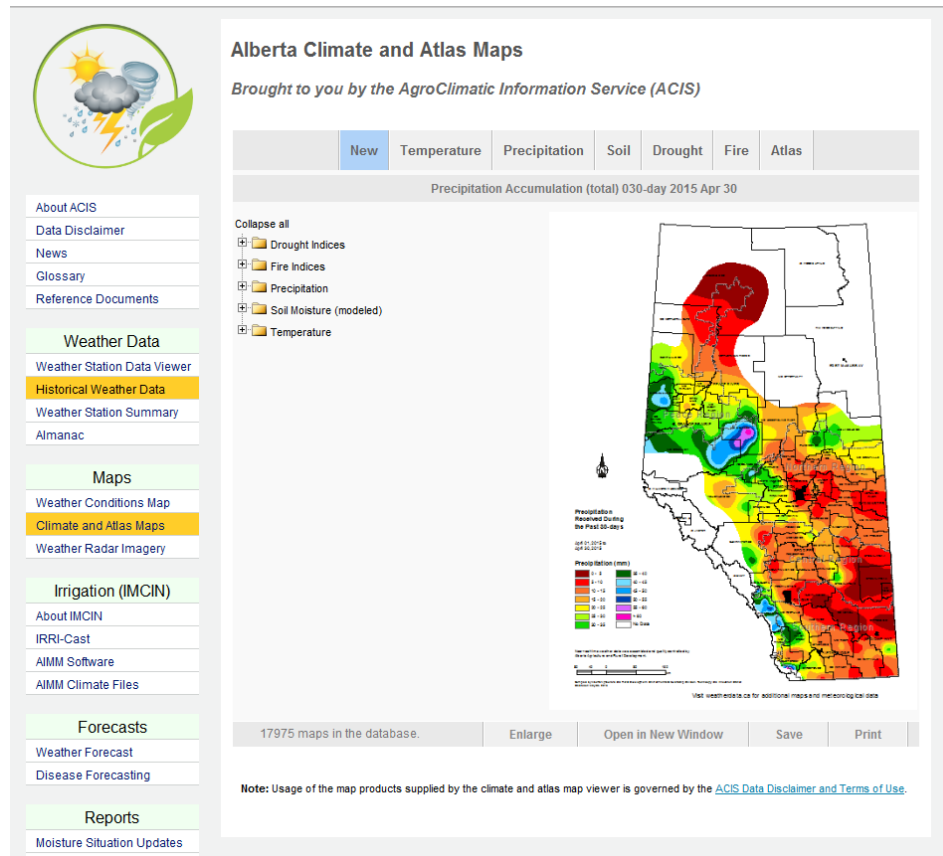 Alberta Climate and Atlas Maps
Brought to you by the AgroClimatic Information Service (ACIS)
New Temperature Precipitation Soil Drought Fire Atlas
Precipitation Accumulation (total) 030-day 2015 Apr 30
About ACIS
Data Disclaimer
News
Glossary
Reference Documents
Weather Data
Weather Station Data Viewer
Historical Weather Data
Weather Station Summary
Almanac
Maps
Weather Conditions Map
Climate and Atlas Maps
Weather Radar Imagery
Irrigation (IMCIN)
About IMCIN
IRRI-Cast
AIMM Software
AIMM Climate Files
Forecasts
Weather Forecast
Disease Forecasting
Reports
Moisture Situation Updates
Collapse all
Drought Indices
Fire Indices
Precipitation
Soil Moisture (modeled)
Temperature
Precipitation
Received During
the Past 30-days
Precipitation (mm)
Visit weatherdata.ca for additional maps and meteorological data
17975 maps in the database. Enlarge Open in New Window Save Print
Note: Usage of the map products supplied by the climate and atlas map viewer is governed by the ACIS Data Disclaimer and Terms of Use.